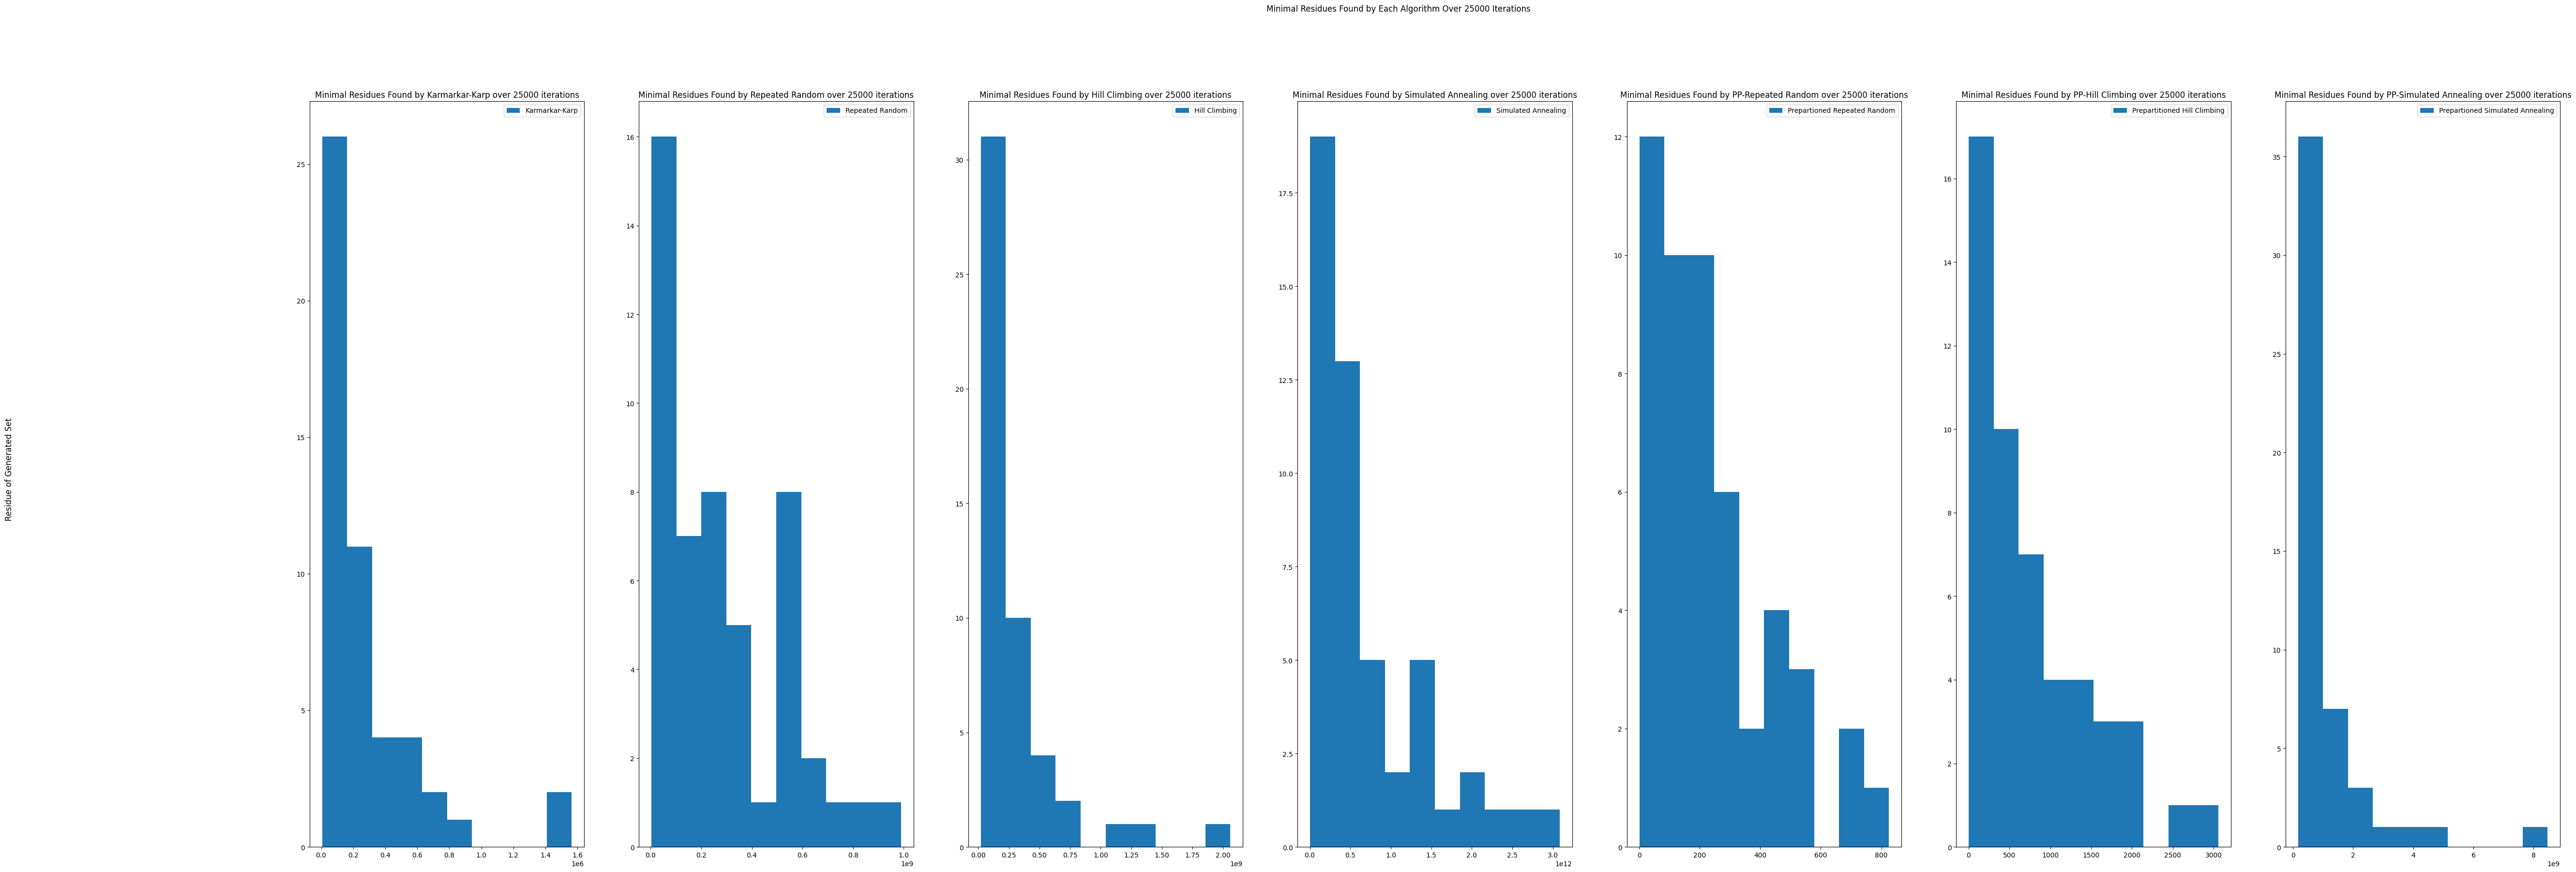 Minimal Residues Found by Each Algorithm Over 25000 Iterations
Residue of Generated Set
Minimal Residues Found by Karmarkar-Karp over 25000 iterations
Karmarkar-Karp
25
20
15
10
5
0
0.0 0.2 0.4 0.6 0.8 1.0 1.2 1.4 1.6
1e6
Minimal Residues Found by Repeated Random over 25000 iterations
Repeated Random
16
14
12
10
8
6
4
2
0
0.0 0.2 0.4 0.6 0.8 1.0
1e9
Minimal Residues Found by Hill Climbing over 25000 iterations
Hill Climbing
30
25
20
15
10
5
0
0.00 0.25 0.50 0.75 1.00 1.25 1.50 1.75 2.00
1e9
Minimal Residues Found by Simulated Annealing over 25000 iterations
Simulated Annealing
17.5
15.0
12.5
10.0
7.5
5.0
2.5
0.0
0.0 0.5 1.0 1.5 2.0 2.5 3.0
1e12
Minimal Residues Found by PP-Repeated Random over 25000 iterations
Prepartioned Repeated Random
12
10
8
6
4
2
0
0 200 400 600 800
Minimal Residues Found by PP-Hill Climbing over 25000 iterations
Prepartitioned Hill Climbing
16
14
12
10
8
6
4
2
0
0 500 1000 1500 2000 2500 3000
Minimal Residues Found by PP-Simulated Annealing over 25000 iterations
Prepartioned Simulated Annealing
35
30
25
20
15
10
5
0
0 2 4 6 8
1e9